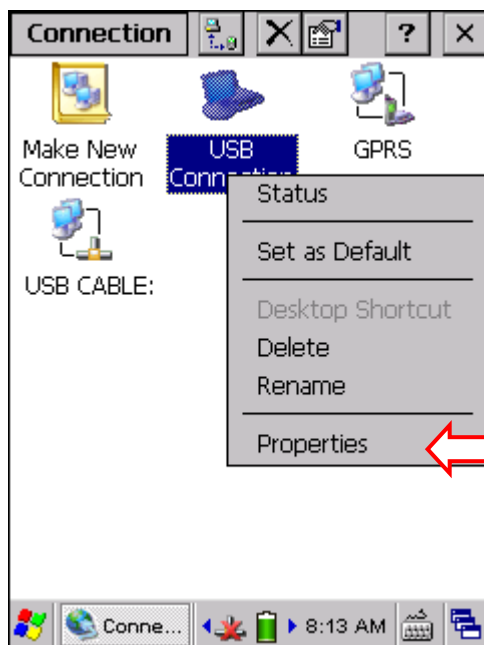 Connection ? ×
Make New
Connection
USB
Connection
GPRS
USB CABLE:
Status
Set as Default
Desktop Shortcut
Delete
Rename
Properties
Conne... 8:13 AM